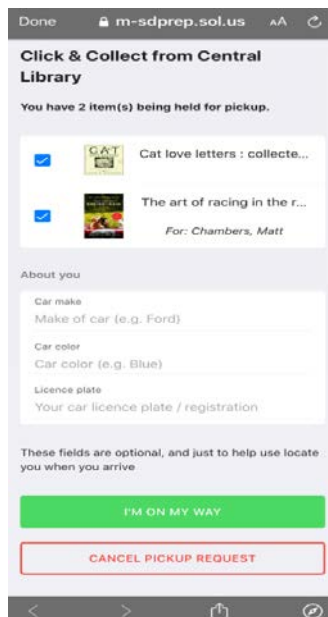 Done m-sdprep.sol.us AA
Click & Collect from Central
Library
You have 2 item(s) being held for pickup.
CAT
Cat love letters : collecte...
The art of racing in the r...
For: Chambers, Matt
About you
Car make
Make of car (e.g. Ford)
Car color
Car color (e.g. Blue)
Licence plate
Your car licence plate / registration
These fields are optional, and just to help use locate
you when you arrive
I'M ON MY WAY
CANCEL PICKUP REQUEST